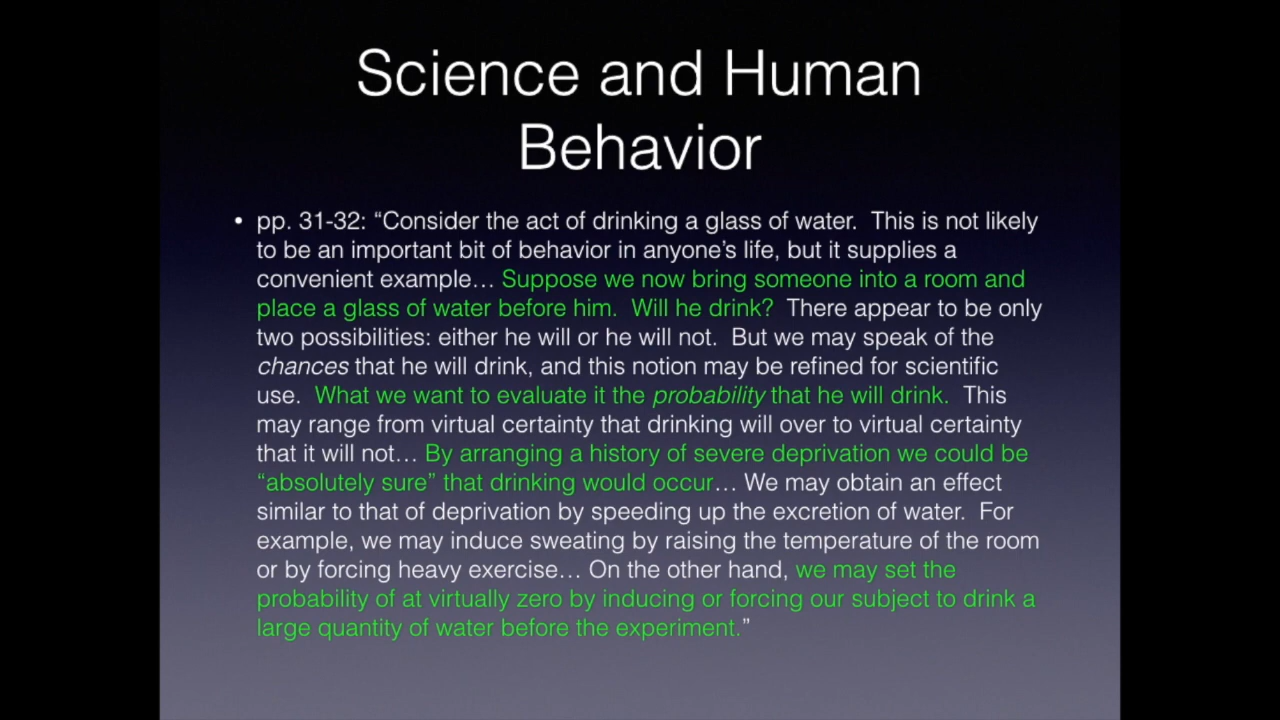 Science and Human
Behavior
• pp. 31-32: “Consider the act of drinking a glass of water.  This is not likely
to be an important bit of behavior in anyone’s life, but it supplies a
convenient example… Suppose we now bring someone into a room and
place a glass of water before him.  Will he drink?  There appear to be only
two possibilities: either he will or he will not.  But we may speak of the
chances that he will drink, and this notion may be refined for scientific
use.  What we want to evaluate it the probability that he will drink.  This
may range from virtual certainty that drinking will over to virtual certainty
that it will not… By arranging a history of severe deprivation we could be
“absolutely sure” that drinking would occur… We may obtain an effect
similar to that of deprivation by speeding up the excretion of water.  For
example, we may induce sweating by raising the temperature of the room
or by forcing heavy exercise… On the other hand, we may set the
probability of at virtually zero by inducing or forcing our subject to drink a
large quantity of water before the experiment.”